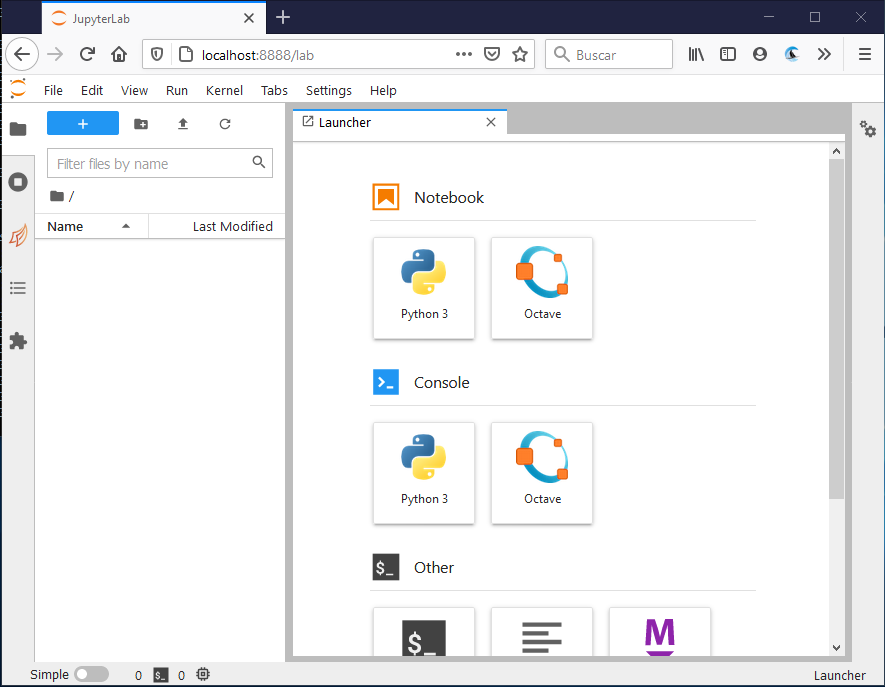 JupyterLab
localhost:8888/lab
Buscar
File Edit View Run Kernel Tabs Settings Help
Launcher
Filter files by name
/
Name Last Modified
Notebook
Python 3 Octave
Console
Python 3 Octave
$_ Other
$_ M
Simple 0 $_ 0 Launcher